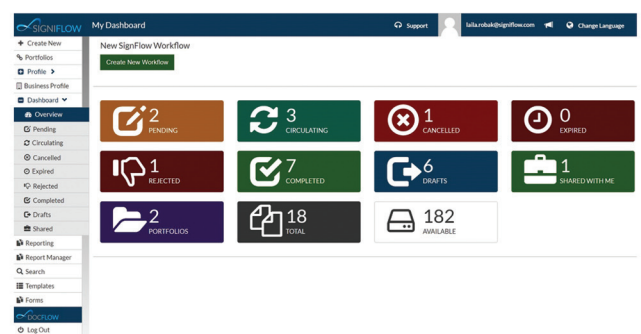 SIGNIFLOW
My Dashboard
Support
laila.robak@signiflow.com
Change Language
Create New
Portfolios
Profile
Business Profile
Dashboard
Overview
Pending
Circulating
Cancelled
Expired
Rejected
Completed
Drafts
Shared
Reporting
Report Manager
Search
Templates
Forms
DOCFLOW
Log Out
New SignFlow Workflow
Create New Workflow
2
PENDING
3
CIRCULATING
1
CANCELLED
0
EXPIRED
1
REJECTED
7
COMPLETED
6
DRAFTS
1
SHARED WITH ME
2
PORTFOLIOS
18
TOTAL
182
AVAILABLE